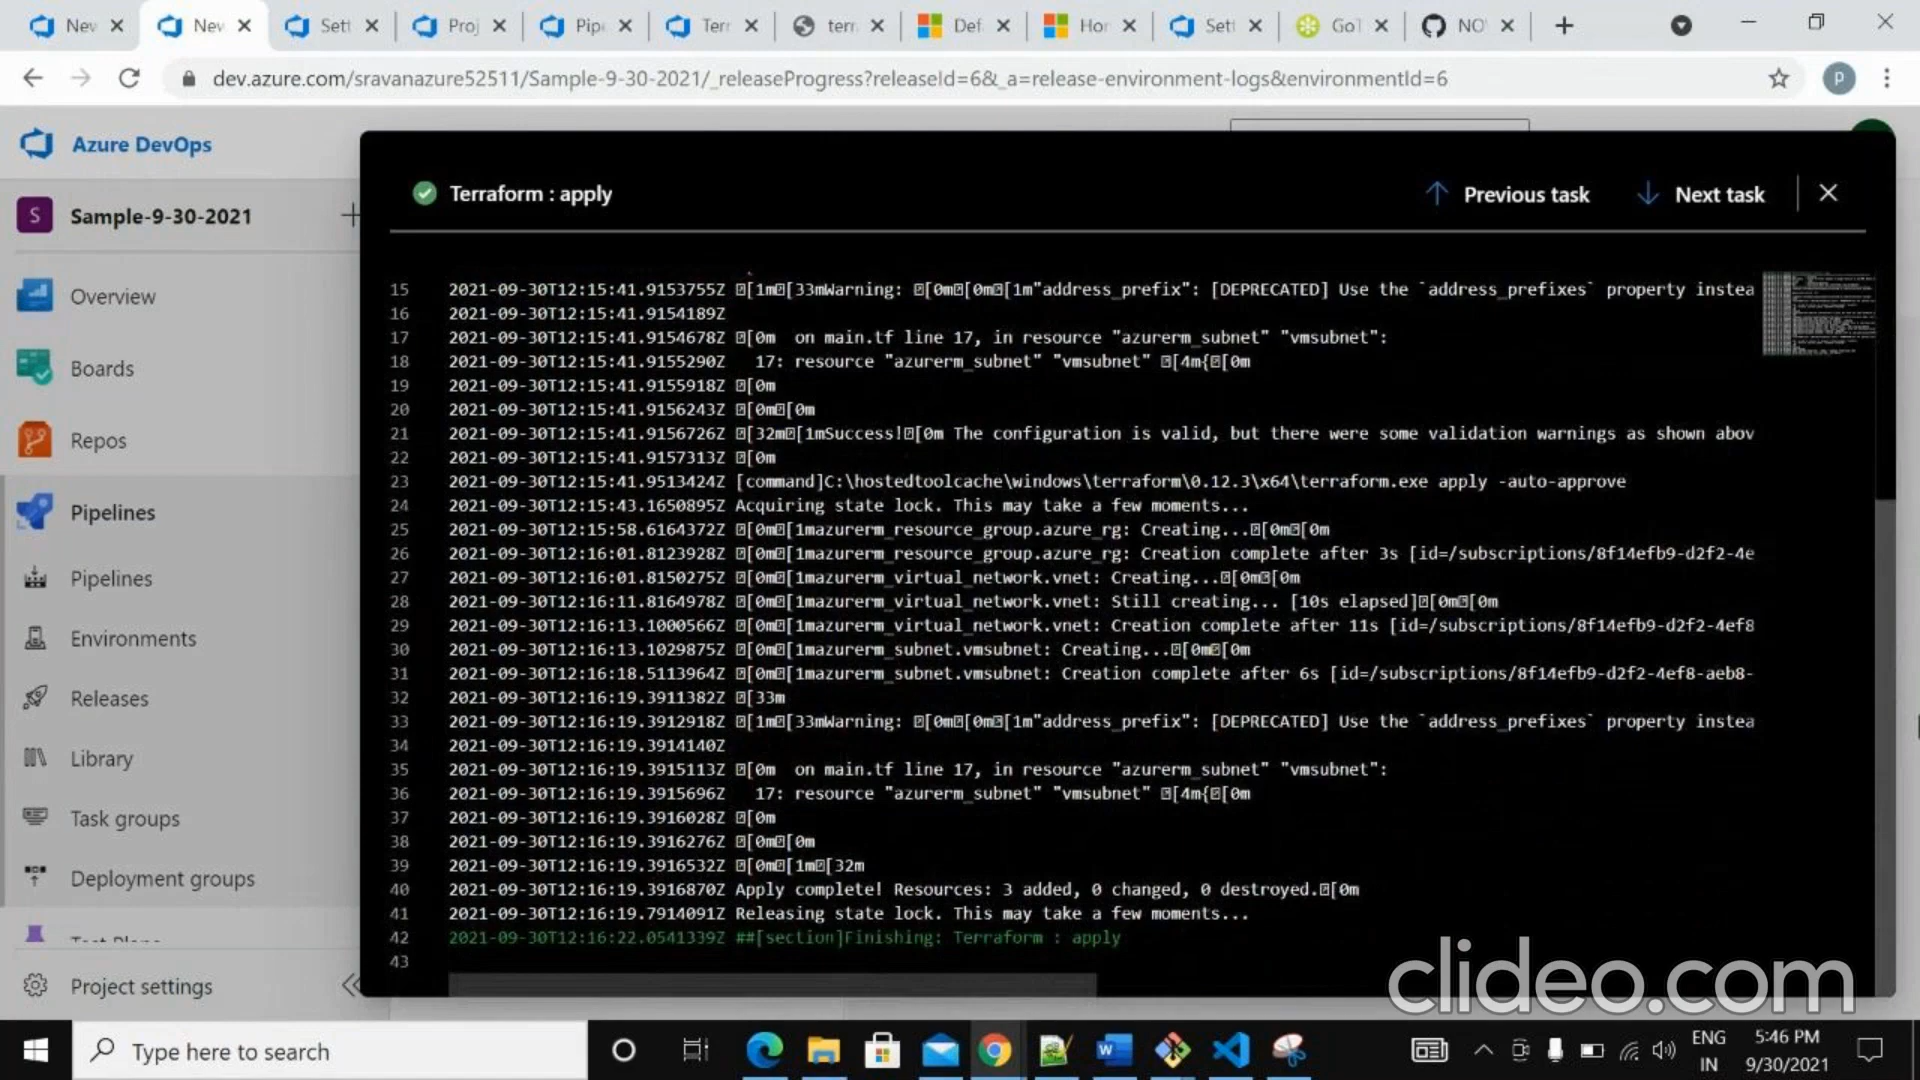 Nev
Nev
Sett
Proj
Pipe
Terr
terra
Def
Hor
Sett
GoT
NO
dev.azure.com/sravanazure52511/Sample-9-30-2021/_releaseProgress?releaseId=6&_a=release-environment-logs&environmentId=6
P
Azure DevOps
S Sample-9-30-2021
Overview
Boards
Repos
Pipelines
Pipelines
Environments
Releases
Library
Task groups
Deployment groups
Project settings
Terraform : apply
Previous task
Next task
15 2021-09-30T12:15:41.9153755Z [1m[33mWarning: [0m[0m[1m"address_prefix": [DEPRECATED] Use the `address_prefixes` property instea
16 2021-09-30T12:15:41.9154189Z
17 2021-09-30T12:15:41.9154678Z [0m on main.tf line 17, in resource "azurerm_subnet" "vmsubnet":
18 2021-09-30T12:15:41.9155290Z 17: resource "azurerm_subnet" "vmsubnet" [4m{[0m
19 2021-09-30T12:15:41.9155918Z [0m
20 2021-09-30T12:15:41.9156243Z [0m[0m
21 2021-09-30T12:15:41.9156726Z [32m[1mSuccess![0m The configuration is valid, but there were some validation warnings as shown abov
22 2021-09-30T12:15:41.9157313Z [0m
23 2021-09-30T12:15:41.9513424Z [command]C:\hostedtoolcache\windows\terraform\0.12.3\x64\terraform.exe apply -auto-approve
24 2021-09-30T12:15:43.1650895Z Acquiring state lock. This may take a few moments...
25 2021-09-30T12:15:58.6164372Z [0m[1mazurerm_resource_group.azure_rg: Creating...[0m[0m
26 2021-09-30T12:16:01.8123928Z [0m[1mazurerm_resource_group.azure_rg: Creation complete after 3s [id=/subscriptions/8f14efb9-d2f2-4e
27 2021-09-30T12:16:01.8150275Z [0m[1mazurerm_virtual_network.vnet: Creating...[0m[0m
28 2021-09-30T12:16:11.8164978Z [0m[1mazurerm_virtual_network.vnet: Still creating... [10s elapsed][0m[0m
29 2021-09-30T12:16:13.1000566Z [0m[1mazurerm_virtual_network.vnet: Creation complete after 11s [id=/subscriptions/8f14efb9-d2f2-4ef8
30 2021-09-30T12:16:13.1029875Z [0m[1mazurerm_subnet.vmsubnet: Creating...[0m[0m
31 2021-09-30T12:16:18.5113964Z [0m[1mazurerm_subnet.vmsubnet: Creation complete after 6s [id=/subscriptions/8f14efb9-d2f2-4ef8-aeb8-
32 2021-09-30T12:16:19.3911382Z [33m
33 2021-09-30T12:16:19.3912918Z [1m[33mWarning: [0m[0m[1m"address_prefix": [DEPRECATED] Use the `address_prefixes` property instea
34 2021-09-30T12:16:19.3914140Z
35 2021-09-30T12:16:19.3915113Z [0m on main.tf line 17, in resource "azurerm_subnet" "vmsubnet":
36 2021-09-30T12:16:19.3915696Z 17: resource "azurerm_subnet" "vmsubnet" [4m{[0m
37 2021-09-30T12:16:19.3916028Z [0m
38 2021-09-30T12:16:19.3916276Z [0m[0m
39 2021-09-30T12:16:19.3916532Z [0m[1m[32m
40 2021-09-30T12:16:19.3916870Z Apply complete! Resources: 3 added, 0 changed, 0 destroyed.[0m
41 2021-09-30T12:16:19.7914091Z Releasing state lock. This may take a few moments...
42 2021-09-30T12:16:22.0541339Z ##[section]Finishing: Terraform : apply
43
clideo.com
Type here to search
ENG
IN
5:46 PM
9/30/2021